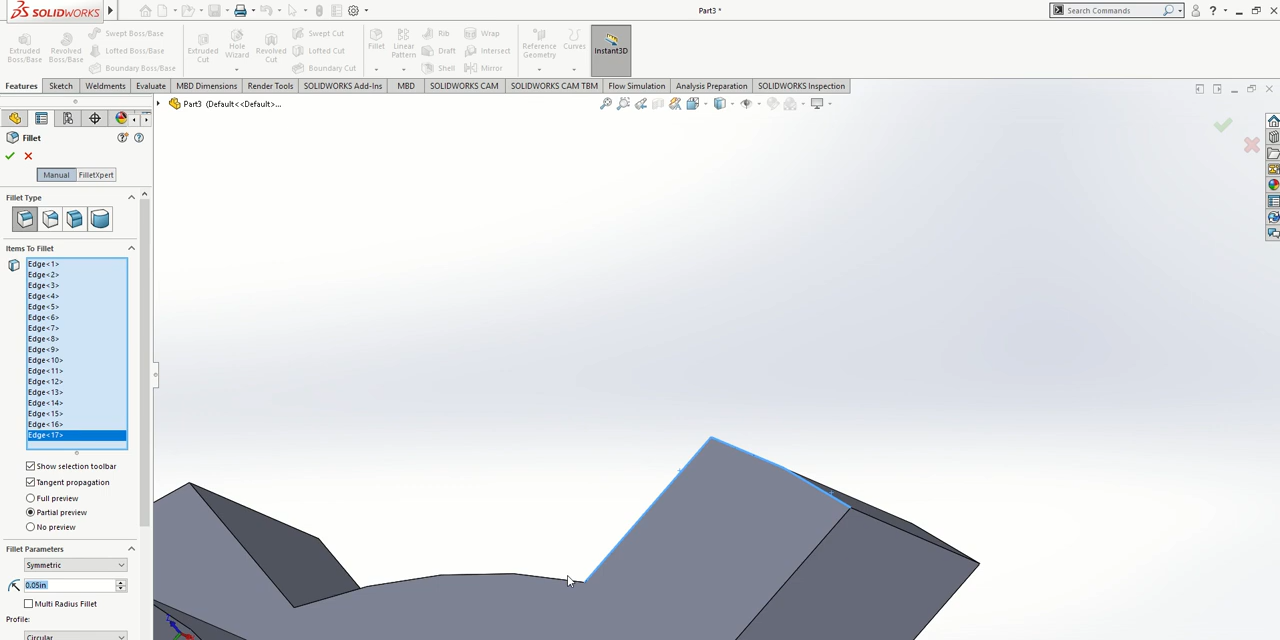 SOLIDWORKS
Part3 *
Search Commands
Extruded Boss/Base
Revolved Boss/Base
Swept Boss/Base
Lofted Boss/Base
Boundary Boss/Base
Extruded Cut
Hole Wizard
Revolved Cut
Swept Cut
Lofted Cut
Boundary Cut
Fillet
Linear Pattern
Rib
Draft
Shell
Wrap
Intersect
Mirror
Reference Geometry
Curves
Instant3D
Features
Sketch
Weldments
Evaluate
MBD Dimensions
Render Tools
SOLIDWORKS Add-Ins
MBD
SOLIDWORKS CAM
SOLIDWORKS CAM TBM
Flow Simulation
Analysis Preparation
SOLIDWORKS Inspection
Part3 (Default<<Default>...
Fillet
Manual
FilletXpert
Fillet Type
Items To Fillet
Edge<1>
Edge<2>
Edge<3>
Edge<4>
Edge<5>
Edge<6>
Edge<7>
Edge<8>
Edge<9>
Edge<10>
Edge<11>
Edge<12>
Edge<13>
Edge<14>
Edge<15>
Edge<16>
Edge<17>
Show selection toolbar
Tangent propagation
Full preview
Partial preview
No preview
Fillet Parameters
Symmetric
0.05in
Multi Radius Fillet
Profile:
Circular